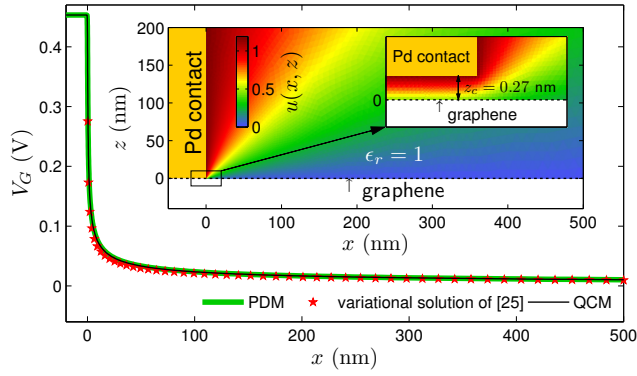 200
150
100
50
0
z (nm)
Pd contact
1
0
u(x, z)
Pd contact
z_c = 0.27 nm
0
↑
graphene
ϵ_r = 1
↑ graphene
0 100 200 300 400 500
x (nm)
0.4
0.3
0.2
0.1
0
V_G (V)
PDM ★ variational solution of [25] QCM
0 100 200 300 400 500
x (nm)